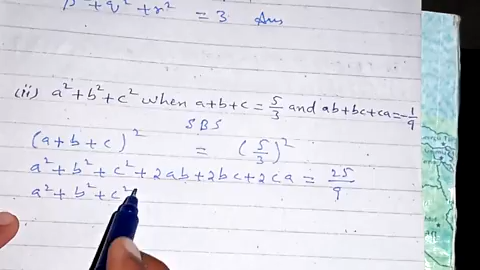 p² + q² + r² = 3 Ans
(ii) a² + b² + c² when a+b+c = 5/3 and ab+bc+ca = -1/9
SBS
(a + b + c)² = (5/3)²
a² + b² + c² + 2ab + 2bc + 2ca = 25/9
a² + b² + c²